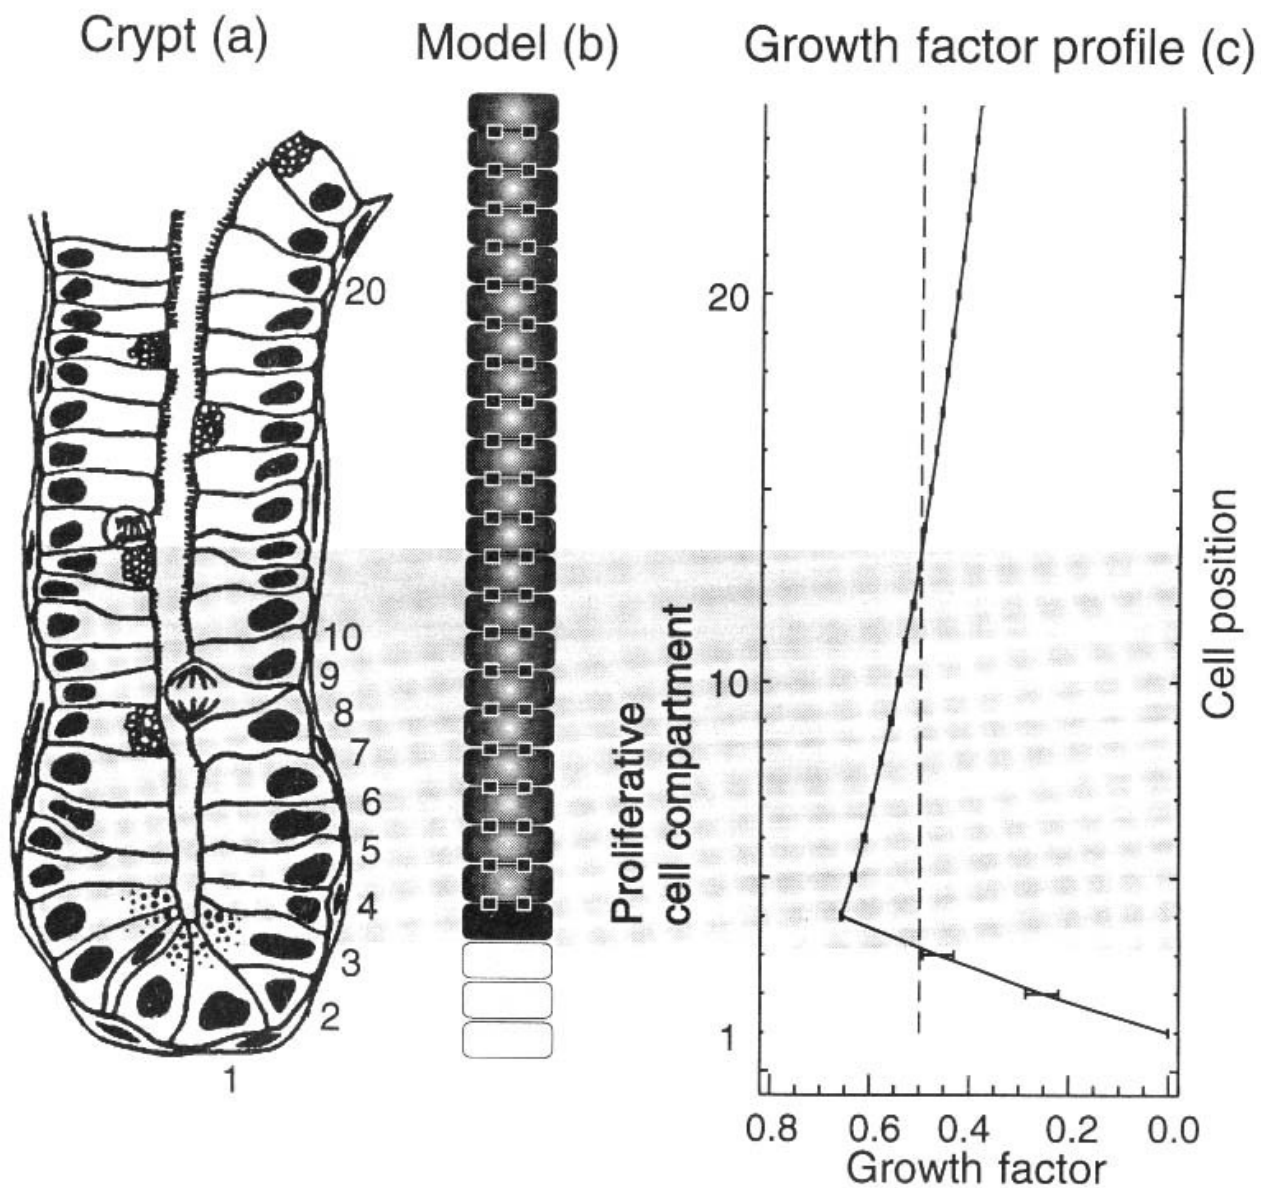 Crypt (a)
Model (b)
Growth factor profile (c)
20
10
9
8
7
6
5
4
3
2
1
Proliferative
cell compartment
20
10
1
Cell position
0.8 0.6 0.4 0.2 0.0
Growth factor